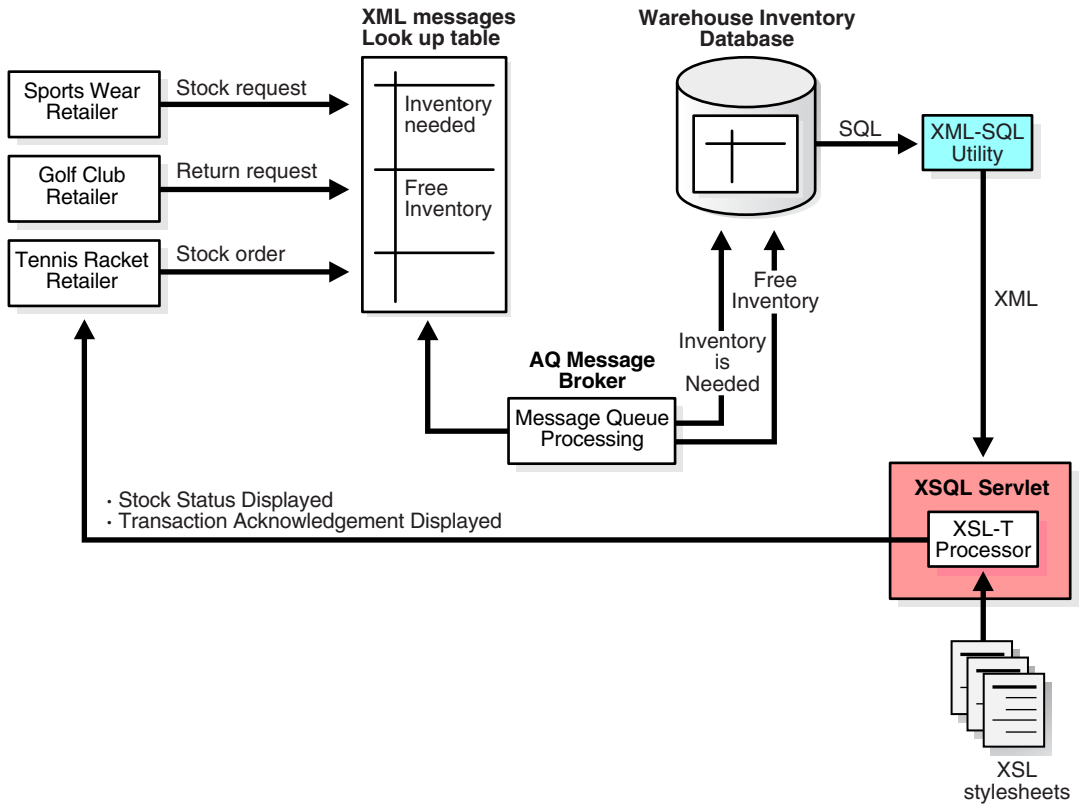 XML messages
Look up table
Warehouse Inventory
Database
Sports Wear
Retailer
Stock request
Inventory
needed
SQL
XML-SQL
Utility
Golf Club
Retailer
Return request
Free
Inventory
Tennis Racket
Retailer
Stock order
Free
Inventory
XML
Inventory
is
Needed
AQ Message
Broker
Message Queue
Processing
· Stock Status Displayed
· Transaction Acknowledgement Displayed
XSQL Servlet
XSL-T
Processor
XSL
stylesheets